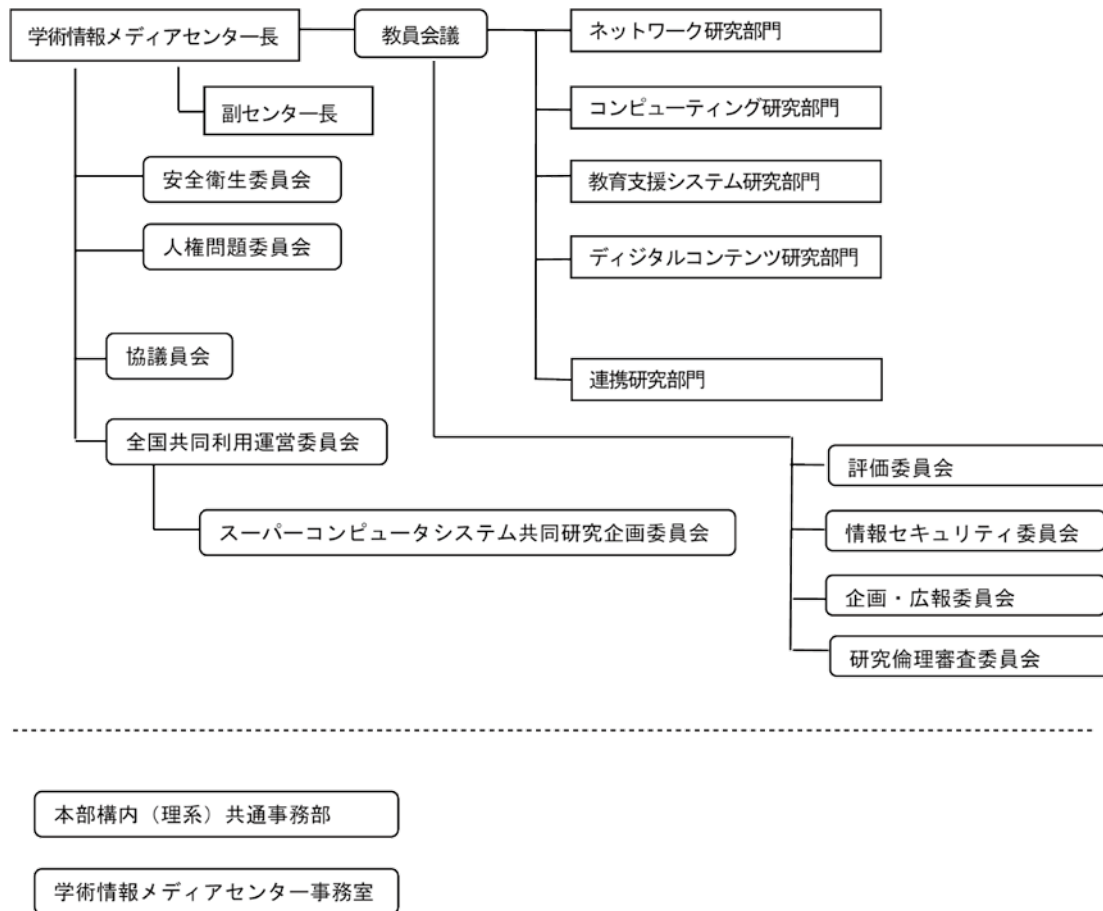 学術情報メディアセンター長
教員会議
ネットワーク研究部門
副センター長
コンピューティング研究部門
安全衛生委員会
教育支援システム研究部門
人権問題委員会
ディジタルコンテンツ研究部門
協議員会
連携研究部門
全国共同利用運営委員会
評価委員会
スーパーコンピュータシステム共同研究企画委員会
情報セキュリティ委員会
企画・広報委員会
研究倫理審査委員会
本部構内（理系）共通事務部
学術情報メディアセンター事務室